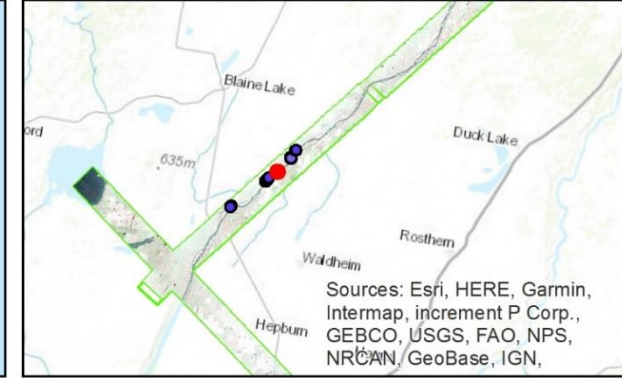 Blaine Lake
ord
635m
Duck Lake
Rosthern
Waldheim
Hepburn
Sources: Esri, HERE, Garmin,
Intermap, increment P Corp.,
GEBCO, USGS, FAO, NPS,
NRCAN, GeoBase, IGN,